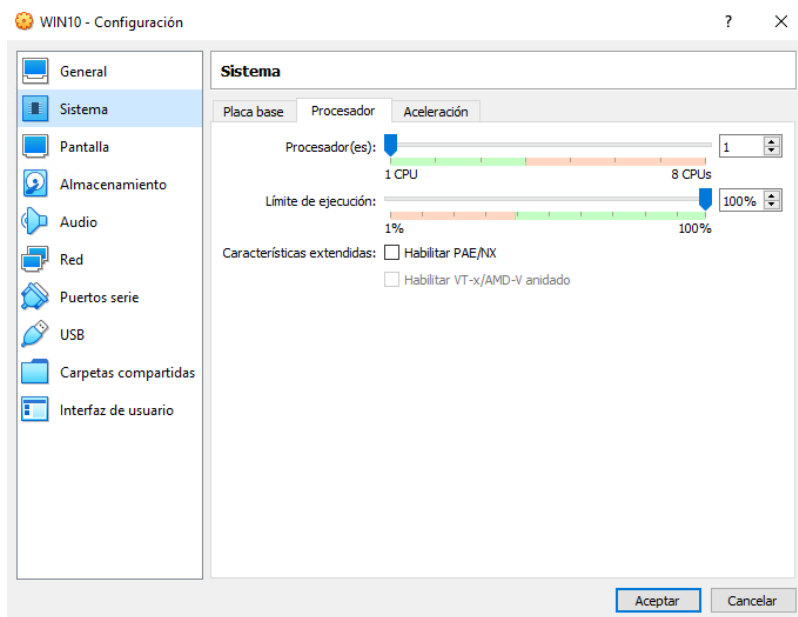 WIN10 - Configuración
?
General
Sistema
Pantalla
Almacenamiento
Audio
Red
Puertos serie
USB
Carpetas compartidas
Interfaz de usuario
Sistema
Placa base Procesador Aceleración
Procesador(es): 1
1 CPU 8 CPUs
Límite de ejecución: 100%
1% 100%
Características extendidas: Habilitar PAE/NX
Habilitar VT-x/AMD-V anidado
Aceptar Cancelar